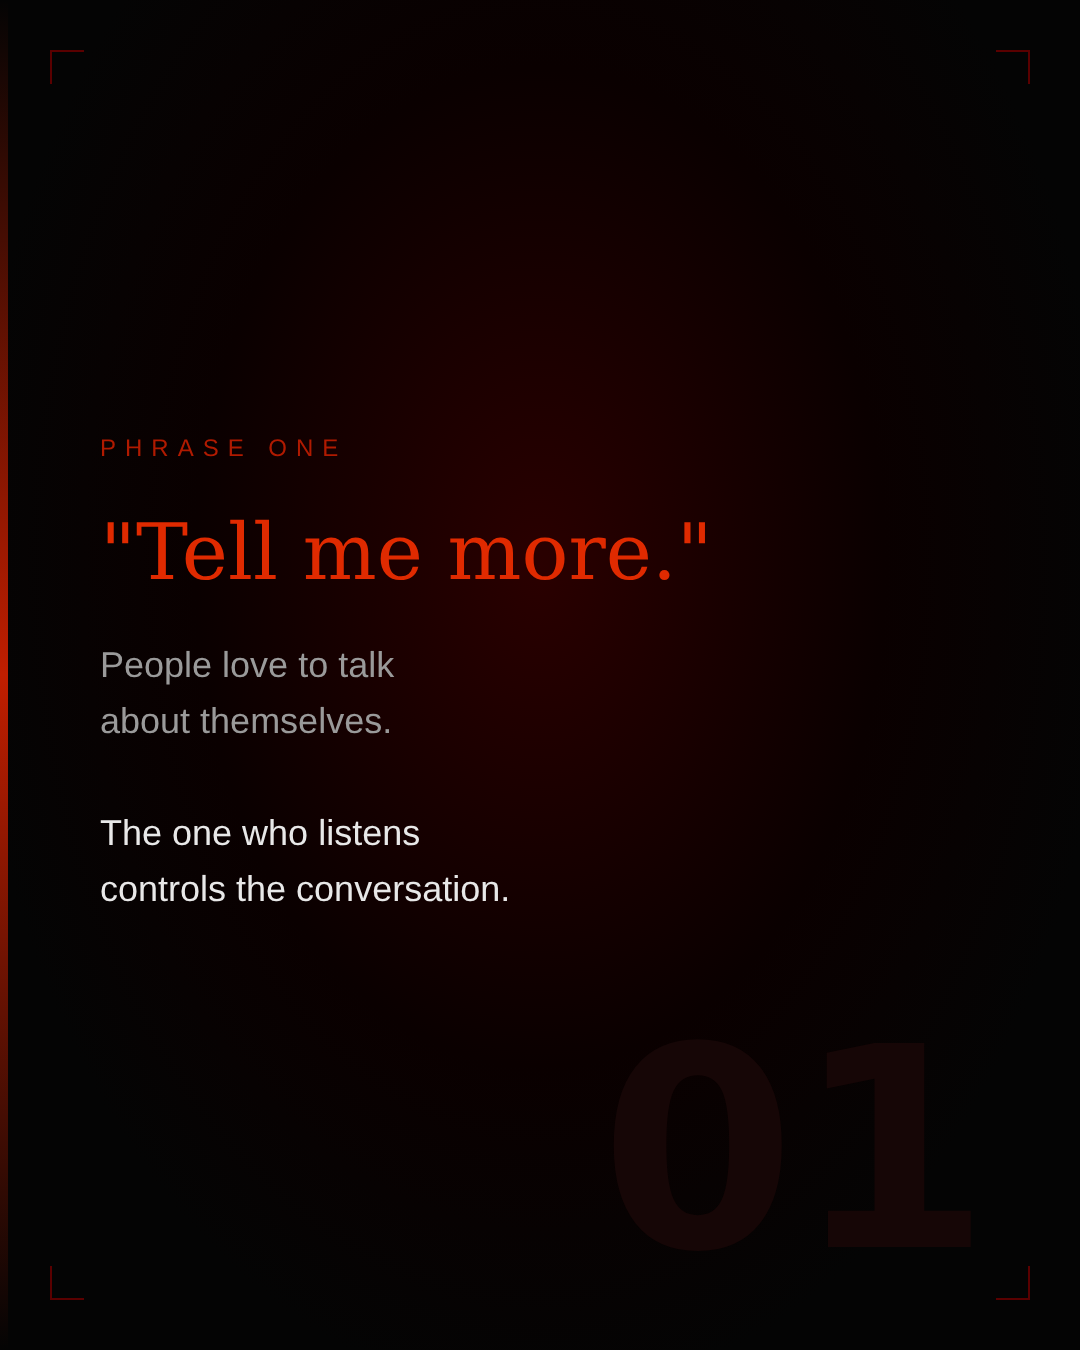 PHRASE ONE
"Tell me more."
People love to talk
about themselves.
The one who listens
controls the conversation.
01